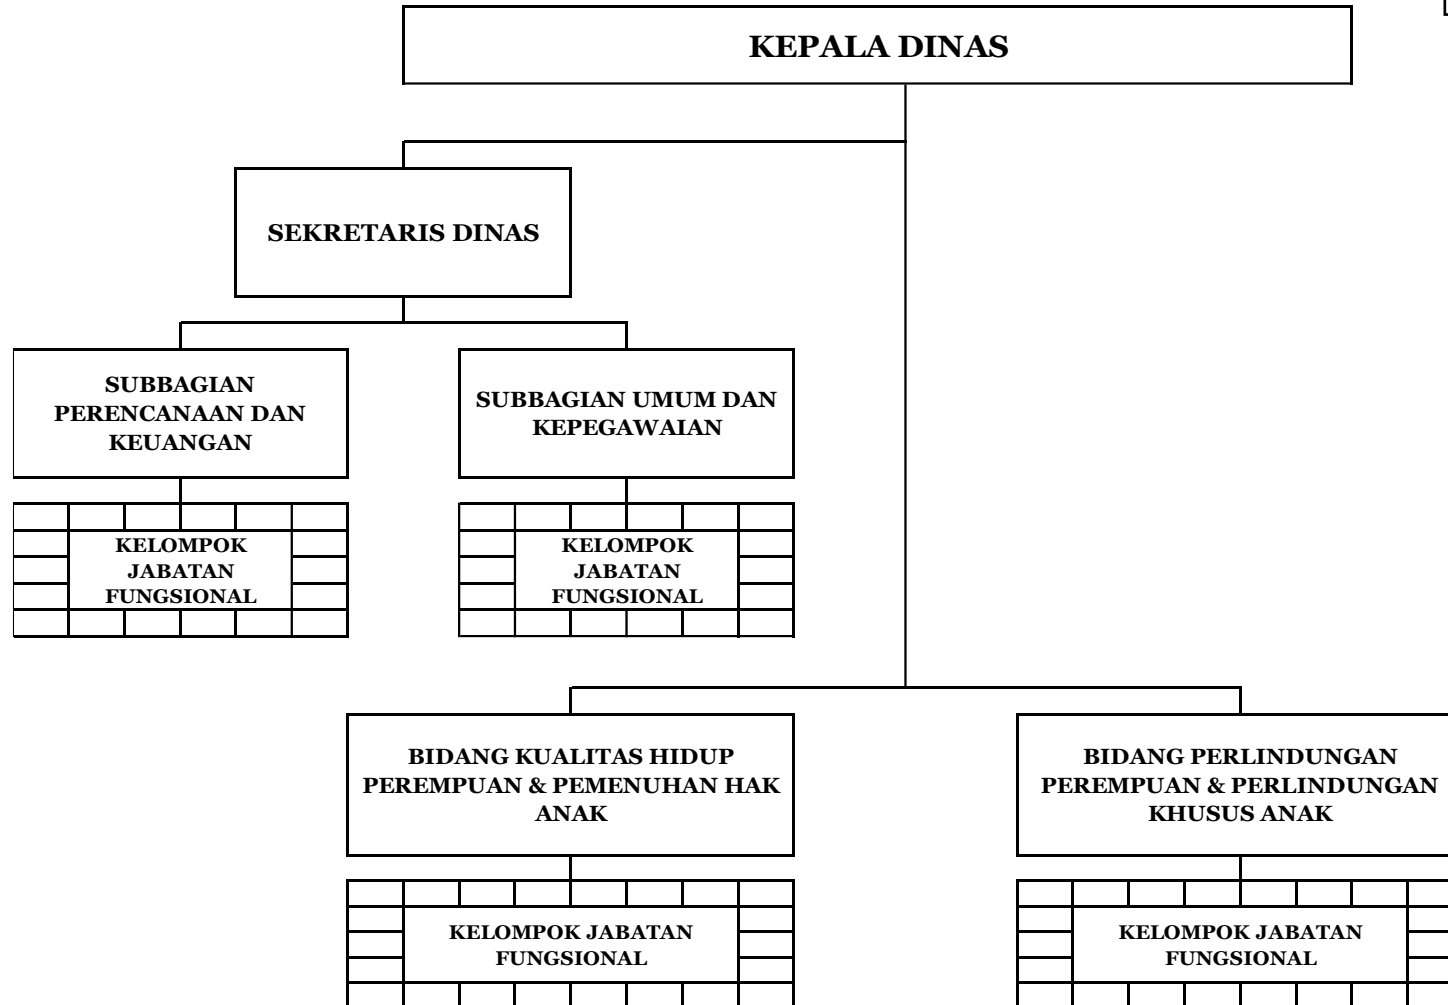 KEPALA DINAS
SEKRETARIS DINAS
SUBBAGIAN
PERENCANAAN DAN
KEUANGAN
SUBBAGIAN UMUM DAN
KEPEGAWAIAN
KELOMPOK
JABATAN
FUNGSIONAL
KELOMPOK
JABATAN
FUNGSIONAL
BIDANG KUALITAS HIDUP
PEREMPUAN & PEMENUHAN HAK
ANAK
BIDANG PERLINDUNGAN
PEREMPUAN & PERLINDUNGAN
KHUSUS ANAK
KELOMPOK JABATAN
FUNGSIONAL
KELOMPOK JABATAN
FUNGSIONAL